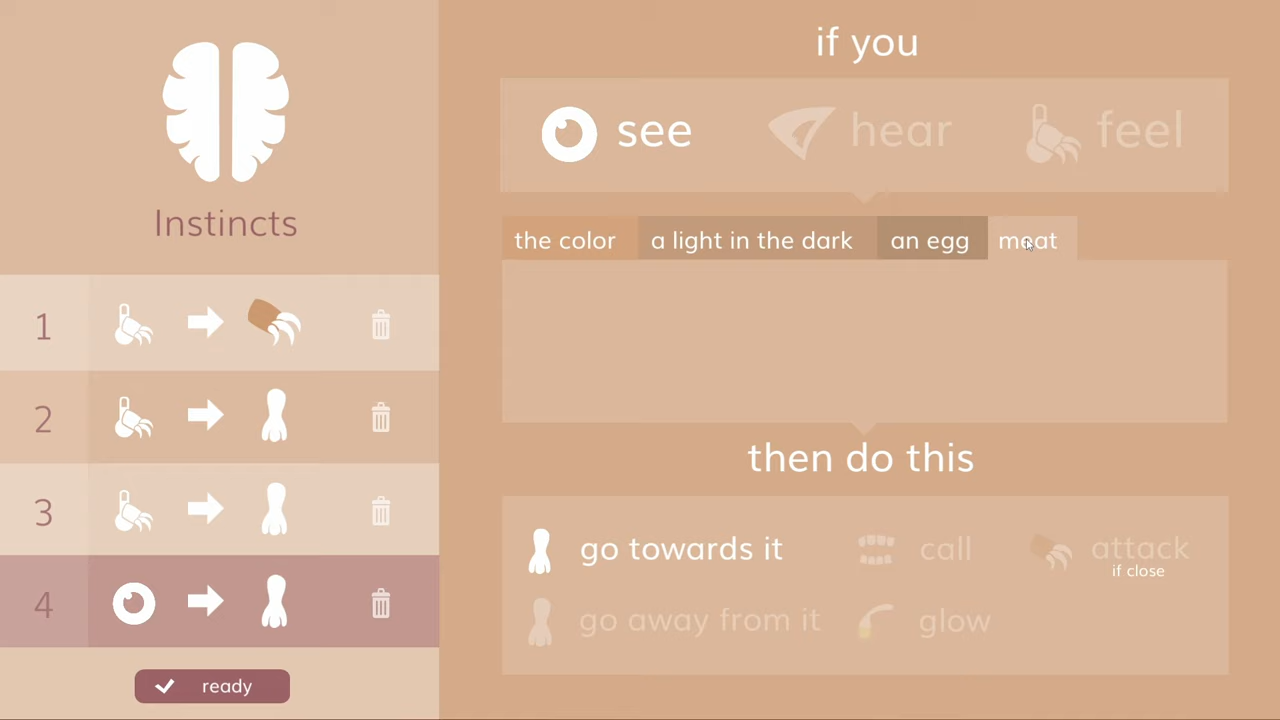 if you
see
hear
feel
Instincts
the color
a light in the dark
an egg
meat
1
2
3
4
then do this
go towards it
call
attack
if close
go away from it
glow
ready